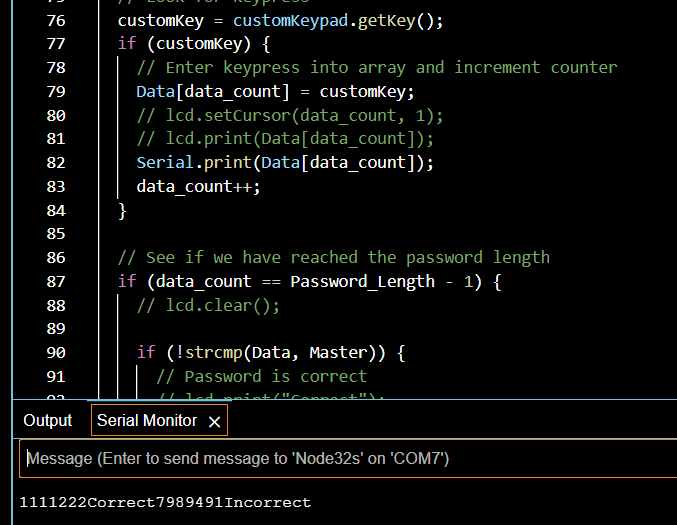 // Look for keypress
76 customKey = customKeypad.getKey();
77 if (customKey) {
78 // Enter keypress into array and increment counter
79 Data[data_count] = customKey;
80 // lcd.setCursor(data_count, 1);
81 // lcd.print(Data[data_count]);
82 Serial.print(Data[data_count]);
83 data_count++;
84 }
85
86 // See if we have reached the password length
87 if (data_count == Password_Length - 1) {
88 // lcd.clear();
89
90 if (!strcmp(Data, Master)) {
91 // Password is correct
92 // lcd.print("Correct");
Output Serial Monitor
Message (Enter to send message to 'Node32s' on 'COM7')
1111222Correct7989491Incorrect